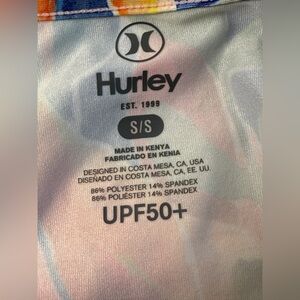 Hurley
EST. 1999
S/S
MADE IN KENYA
FABRICADO EN KENIA
DESIGNED IN COSTA MESA, CA, USA
DISEÑADO EN COSTA MESA, CA, EE. UU.
86% POLYESTER 14% SPANDEX
86% POLIÉSTER 14% SPANDEX
UPF50+